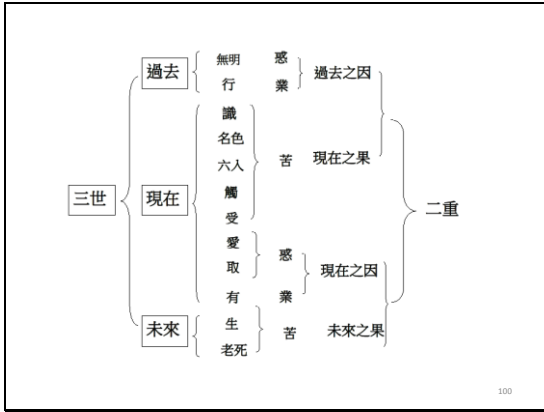 無明 惑
過去 過去之因
行 業
識
名色
六入 苦 現在之果
三世 現在 觸 二重
受
愛
惑
取 現在之因
有 業
生
未來 苦 未來之果
老死
100